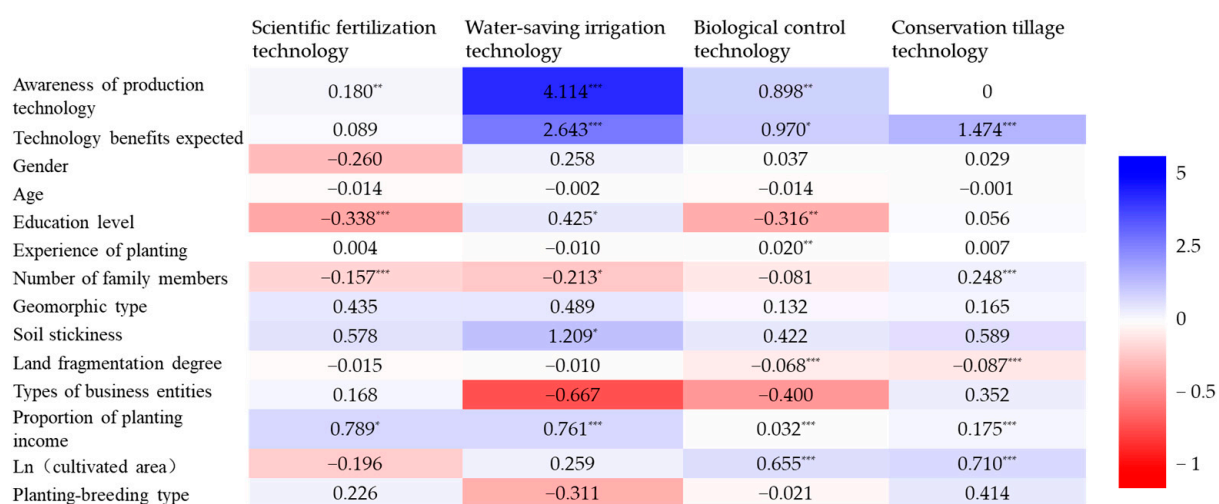 Scientific fertilization technology Water-saving irrigation technology Biological control technology Conservation tillage technology
Awareness of production technology 0.180** 4.114*** 0.898** 0
Technology benefits expected 0.089 2.643*** 0.970* 1.474***
Gender −0.260 0.258 0.037 0.029
Age −0.014 −0.002 −0.014 −0.001
Education level −0.338*** 0.425* −0.316** 0.056
Experience of planting 0.004 −0.010 0.020** 0.007
Number of family members −0.157*** −0.213* −0.081 0.248***
Geomorphic type 0.435 0.489 0.132 0.165
Soil stickiness 0.578 1.209* 0.422 0.589
Land fragmentation degree −0.015 −0.010 −0.068*** −0.087***
Types of business entities 0.168 −0.667 −0.400 0.352
Proportion of planting income 0.789* 0.761*** 0.032*** 0.175***
Ln（cultivated area） −0.196 0.259 0.655*** 0.710***
Planting-breeding type 0.226 −0.311 −0.021 0.414
5
2.5
0
− 0.5
− 1